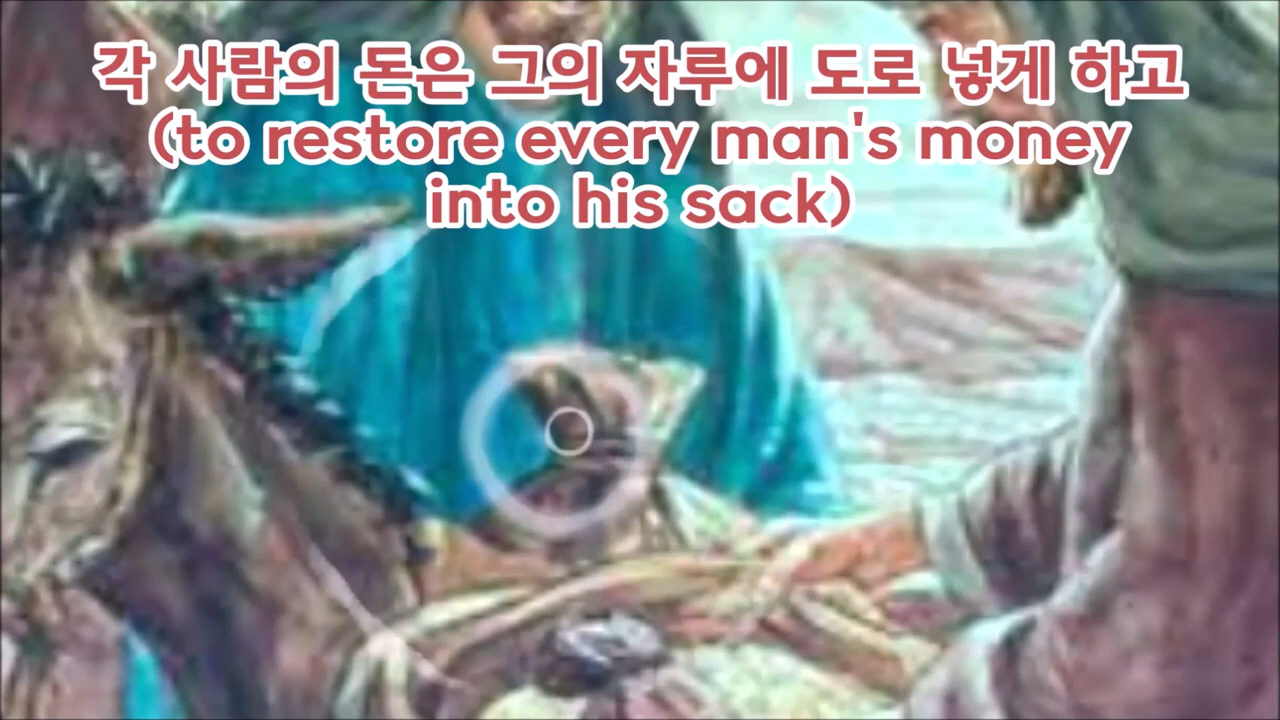 각 사람의 돈은 그의 자루에 도로 넣게 하고
(to restore every man's money
into his sack)